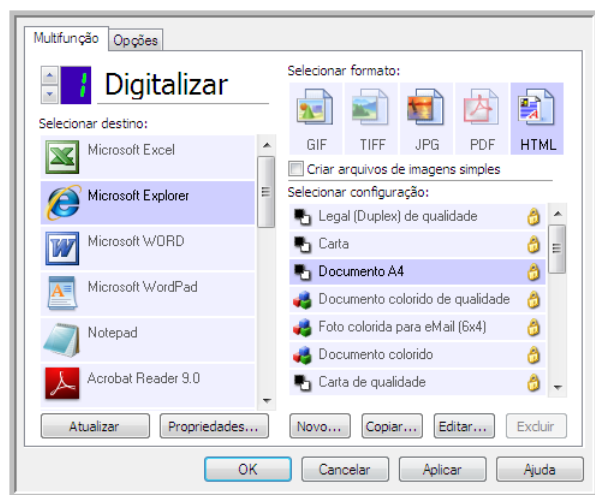 Multifunção
Opções
1 Digitalizar
Selecionar destino:
Microsoft Excel
Microsoft Explorer
Microsoft WORD
Microsoft WordPad
Notepad
Acrobat Reader 9.0
Atualizar
Propriedades...
Selecionar formato:
GIF TIFF JPG PDF HTML
Criar arquivos de imagens simples
Selecionar configuração:
Legal (Duplex) de qualidade
Carta
Documento A4
Documento colorido de qualidade
Foto colorida para eMail (6x4)
Documento colorido
Carta de qualidade
Novo... Copiar... Editar... Excluir
OK Cancelar Aplicar Ajuda